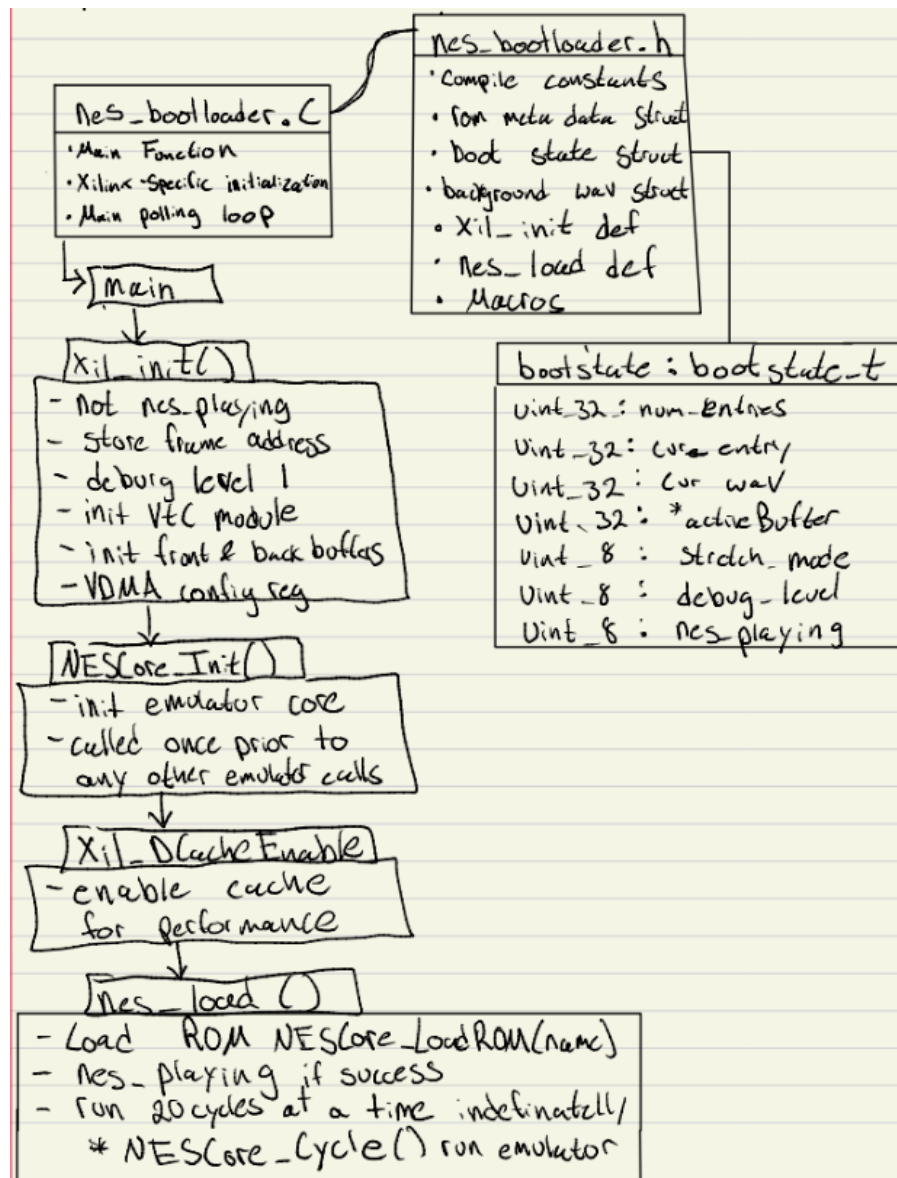 nes_bootloader.h
· Compile constants
· rom meta data struct
· boot state struct
· background wav struct
· Xil_init def
· nes_load def
· Macros
nes_bootloader.C
· Main Function
· Xilinx-Specific initialization
· Main polling loop
main
Xil_init()
- not nes_playing
- store frame address
- deburg level 1
- init VtC module
- init front & back buffers
- VDMA config reg
bootstate : bootstate_t
Uint_32 : num_Entries
Uint_32 : cure entry
Uint_32 : Cur wav
Uint_32 : *activeBuffer
Uint_8 : Stretch_mode
Uint_8 : debug_level
Uint_8 : nes_playing
NESCore_Init()
- init emulator core
- called once prior to
any other emulator calls
Xil_DCacheEnable
- enable cache
for performance
nes_load ()
- Load ROM NESCore_LoadROM(name)
- nes_playing if success
- run 20cycles at a time indefinatelly
* NESCore_Cycle() run emulator